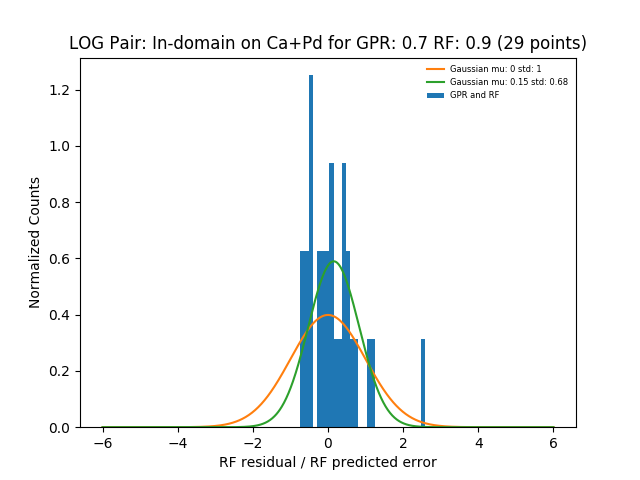 LOG Pair: In-domain on Ca+Pd for GPR: 0.7 RF: 0.9 (29 points)
Gaussian mu: 0 std: 1
Gaussian mu: 0.15 std: 0.68
GPR and RF
Normalized Counts
1.2
1.0
0.8
0.6
0.4
0.2
0.0
−6 −4 −2 0 2 4 6
RF residual / RF predicted error